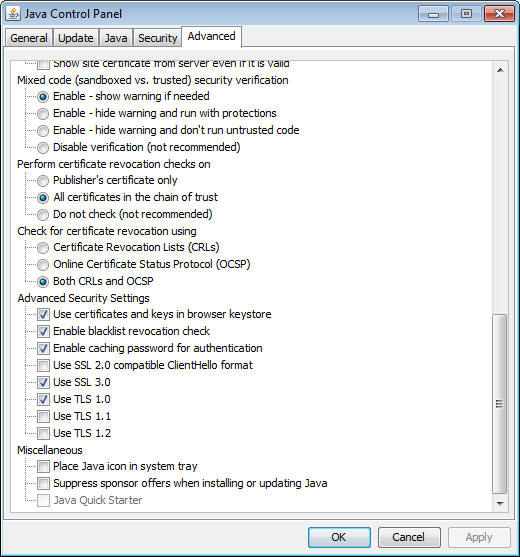 Java Control Panel
General Update Java Security Advanced
Show site certificate from server even if it is valid
Mixed code (sandboxed vs. trusted) security verification
Enable - show warning if needed
Enable - hide warning and run with protections
Enable - hide warning and don't run untrusted code
Disable verification (not recommended)
Perform certificate revocation checks on
Publisher's certificate only
All certificates in the chain of trust
Do not check (not recommended)
Check for certificate revocation using
Certificate Revocation Lists (CRLs)
Online Certificate Status Protocol (OCSP)
Both CRLs and OCSP
Advanced Security Settings
Use certificates and keys in browser keystore
Enable blacklist revocation check
Enable caching password for authentication
Use SSL 2.0 compatible ClientHello format
Use SSL 3.0
Use TLS 1.0
Use TLS 1.1
Use TLS 1.2
Miscellaneous
Place Java icon in system tray
Suppress sponsor offers when installing or updating Java
Java Quick Starter
OK Cancel Apply